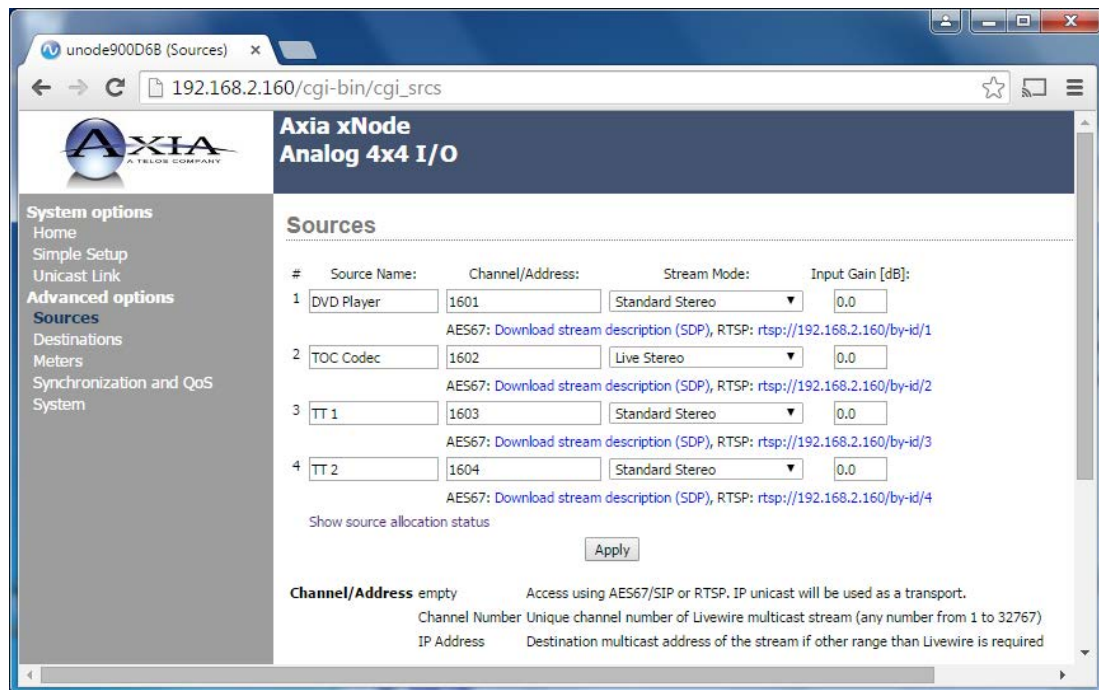 unode900D6B (Sources)
192.168.2.160/cgi-bin/cgi_srcs
AXIA
A TELOS COMPANY
Axia xNode
Analog 4x4 I/O
System options
Home
Simple Setup
Unicast Link
Advanced options
Sources
Destinations
Meters
Synchronization and QoS
System
Sources
# Source Name: Channel/Address: Stream Mode: Input Gain [dB]:
1 DVD Player 1601 Standard Stereo 0.0
AES67: Download stream description (SDP), RTSP: rtsp://192.168.2.160/by-id/1
2 TOC Codec 1602 Live Stereo 0.0
AES67: Download stream description (SDP), RTSP: rtsp://192.168.2.160/by-id/2
3 TT 1 1603 Standard Stereo 0.0
AES67: Download stream description (SDP), RTSP: rtsp://192.168.2.160/by-id/3
4 TT 2 1604 Standard Stereo 0.0
AES67: Download stream description (SDP), RTSP: rtsp://192.168.2.160/by-id/4
Show source allocation status
Apply
Channel/Address empty Access using AES67/SIP or RTSP. IP unicast will be used as a transport.
Channel Number Unique channel number of Livewire multicast stream (any number from 1 to 32767)
IP Address Destination multicast address of the stream if other range than Livewire is required